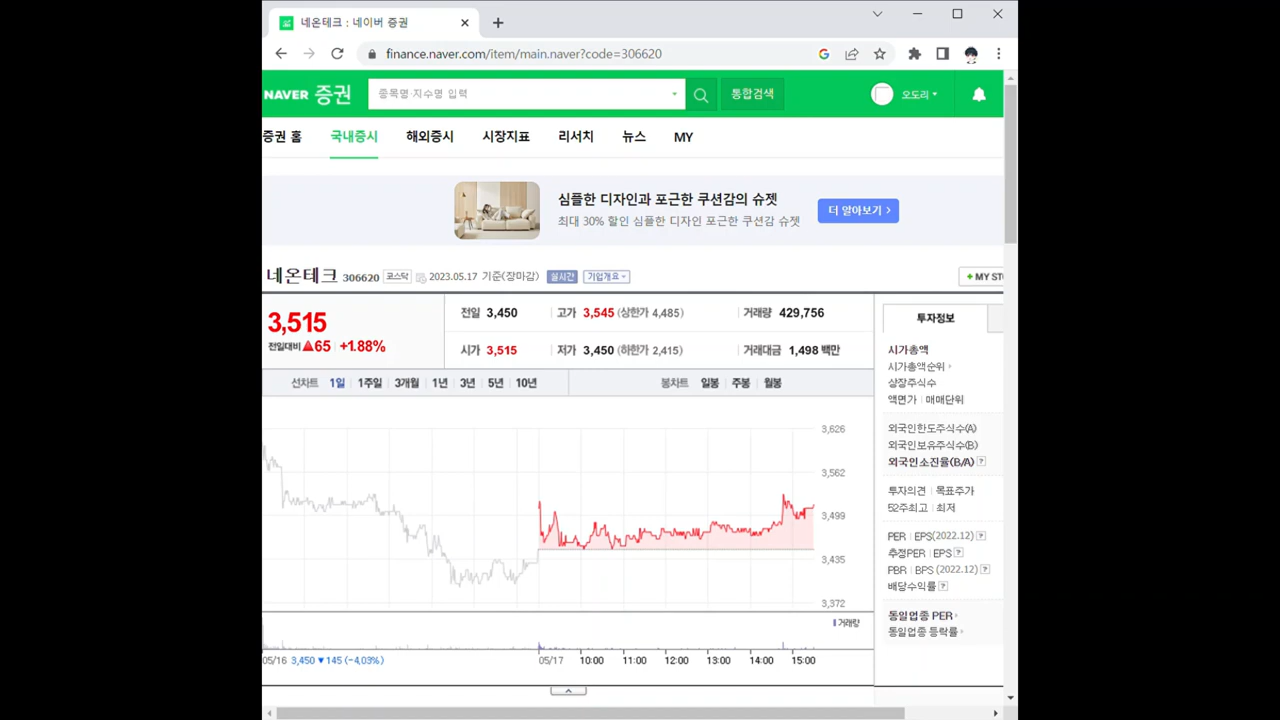 네온테크 : 네이버 증권
finance.naver.com/item/main.naver?code=306620
NAVER 증권 종목명·지수명 입력 통합검색 오도리
증권 홈 국내증시 해외증시 시장지표 리서치 뉴스 MY
심플한 디자인과 포근한 쿠션감의 슈젯
최대 30% 할인 심플한 디자인 포근한 쿠션감 슈젯
더 알아보기 >
네온테크 306620 코스닥 2023.05.17 기준(장마감) 실시간 기업개요
+ MY ST
3,515
전일대비 ▲65 +1.88%
전일 3,450 고가 3,545 (상한가 4,485) 거래량 429,756
시가 3,515 저가 3,450 (하한가 2,415) 거래대금 1,498 백만
선차트 1일 1주일 3개월 1년 3년 5년 10년 봉차트 일봉 주봉 월봉
3,626
3,562
3,499
3,435
3,372
거래량
05/16 3,450 ▼145 (-4,03%)
05/17 10:00 11:00 12:00 13:00 14:00 15:00
투자정보
시가총액
시가총액순위
상장주식수
액면가 | 매매단위
외국인한도주식수(A)
외국인보유주식수(B)
외국인소진율(B/A) ?
투자의견 | 목표주가
52주최고 | 최저
PER | EPS(2022.12) ?
추정PER | EPS ?
PBR | BPS (2022.12) ?
배당수익률 ?
동일업종 PER
동일업종 등락률